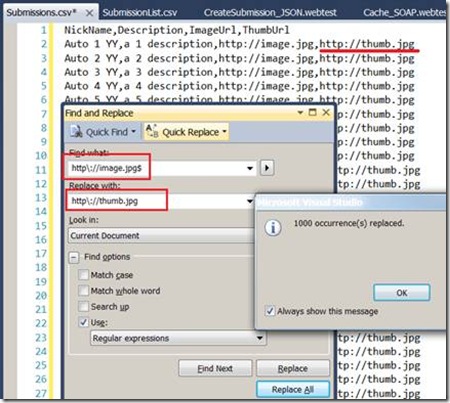 Submissions.csv* SubmissionList.csv CreateSubmission_JSON.webtest Cache_SOAP.webtes
1 NickName,Description,ImageUrl,ThumbUrl
2 Auto 1 YY,a 1 description,http://image.jpg,http://thumb.jpg
3 Auto 2 YY,a 2 description,http://image.jpg,http://thumb.jpg
4 Auto 3 YY,a 3 description,http://image.jpg,http://thumb.jpg
5 Auto 4 YY,a 4 description,http://image.jpg,http://thumb.jpg
6 Auto 5 YY,a 5 description,http://image.jpg,http://thumb.jpg
7
8
9
10
11
12
13
14
15
16
17
18
19
20
21
22
23 tp://thumb.jpg
24 tp://thumb.jpg
25 tp://thumb.jpg
26 tp://thumb.jpg
27 tp://thumb.jpg
Find and Replace
Quick Find Quick Replace
Find what:
http\://image.jpg$
Replace with:
http\://thumb.jpg
Look in:
Current Document
Find options
Match case
Match whole word
Search up
Use:
Regular expressions
Find Next Replace
Replace All
Microsoft Visual Studio
1000 occurrence(s) replaced.
OK
Always show this message